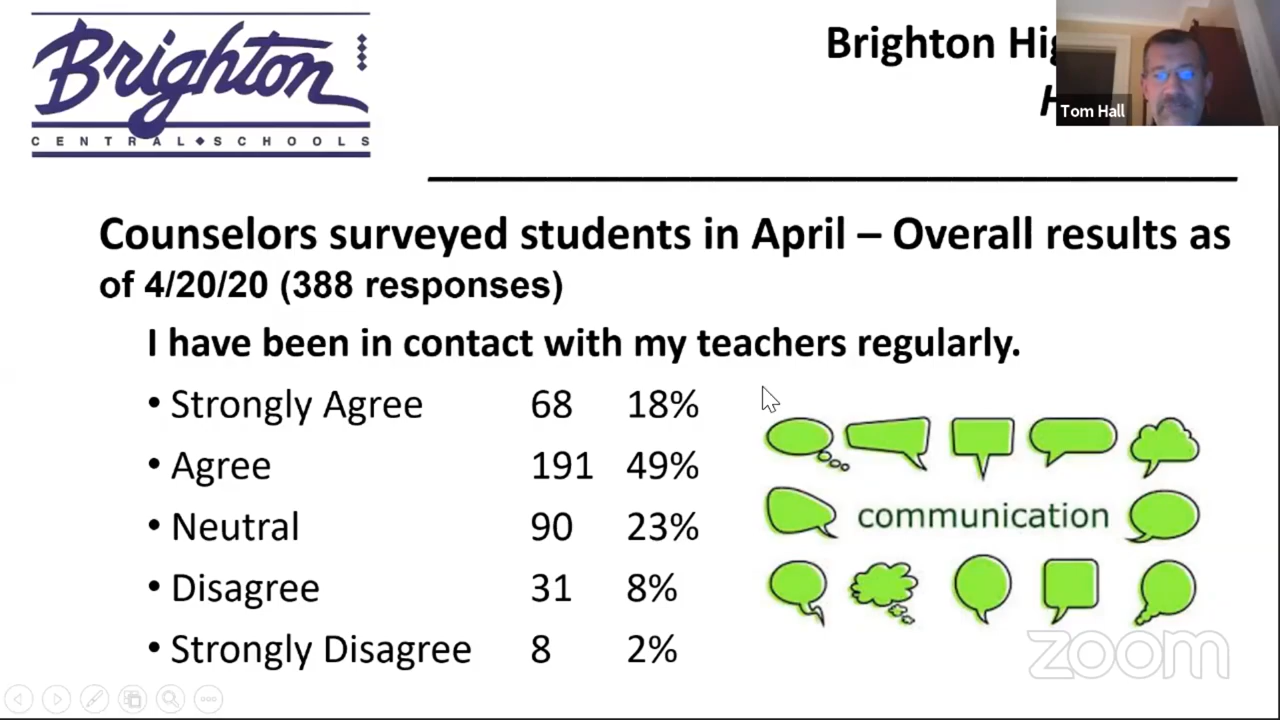 Brighton
CENTRAL◆SCHOOLS
Brighton
Tom Hall
Counselors surveyed students in April – Overall results as
of 4/20/20 (388 responses)
I have been in contact with my teachers regularly.
• Strongly Agree 68 18%
• Agree 191 49%
• Neutral 90 23%
• Disagree 31 8%
• Strongly Disagree 8 2%
communication
zoom